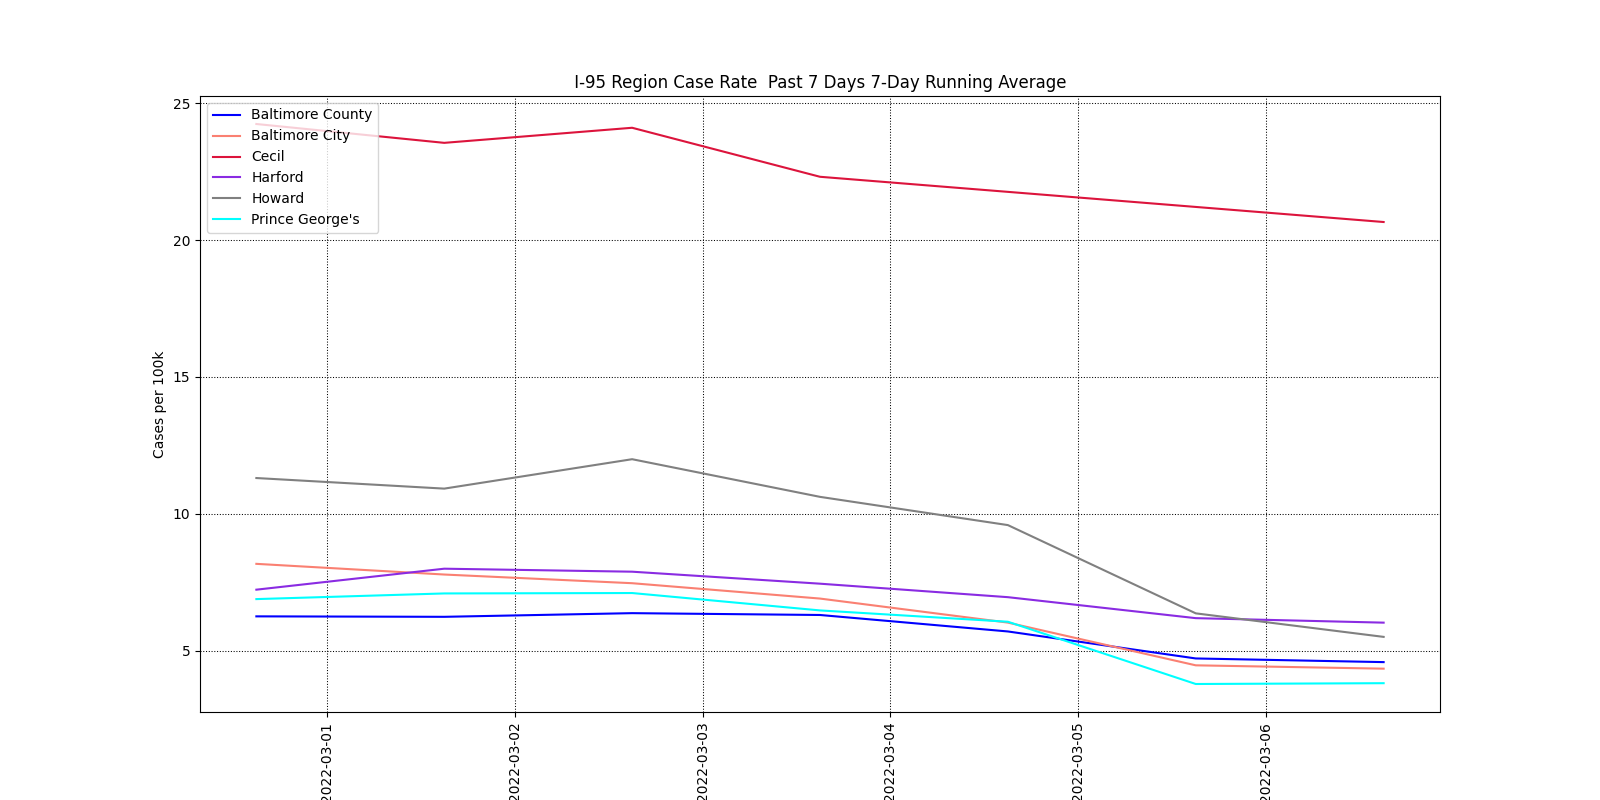 I-95 Region Case Rate  Past 7 Days 7-Day Running Average
Baltimore County
Baltimore City
Cecil
Harford
Howard
Prince George's
Cases per 100k
25
20
15
10
5
2022-03-01
2022-03-02
2022-03-03
2022-03-04
2022-03-05
2022-03-06